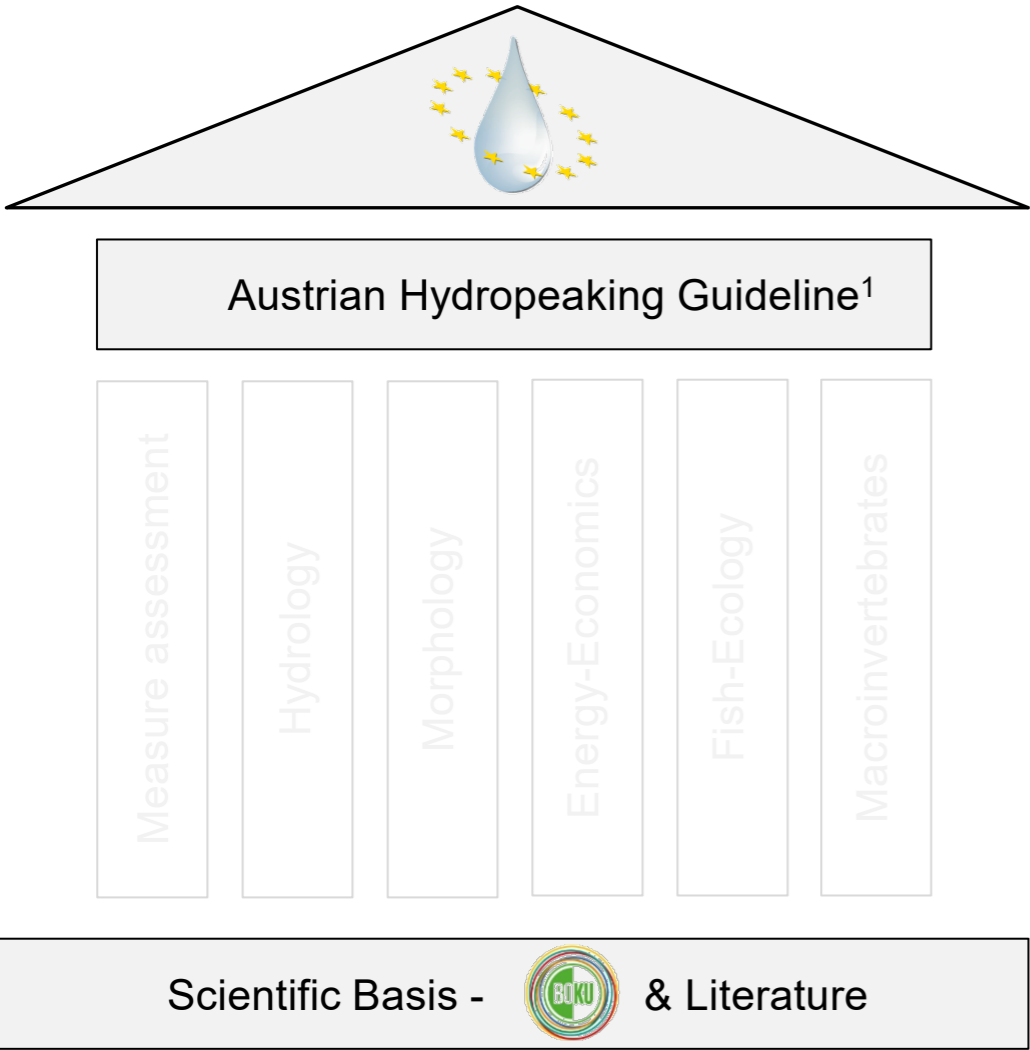 Austrian Hydropeaking Guideline¹
Measure assessment
Hydrology
Morphology
Energy-Economics
Fish-Ecology
Macroinvertebrates
Scientific Basis - BOKU & Literature